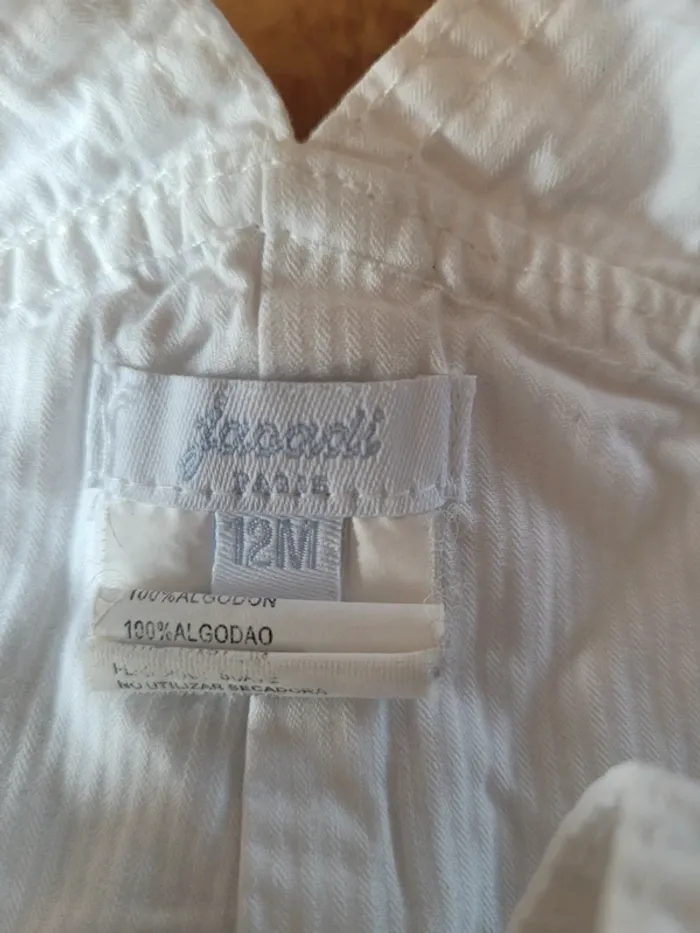 Jacadi
PARIS
12M
100%ALGODON
100%ALGODAO
NO UTILIZAR SECADORA